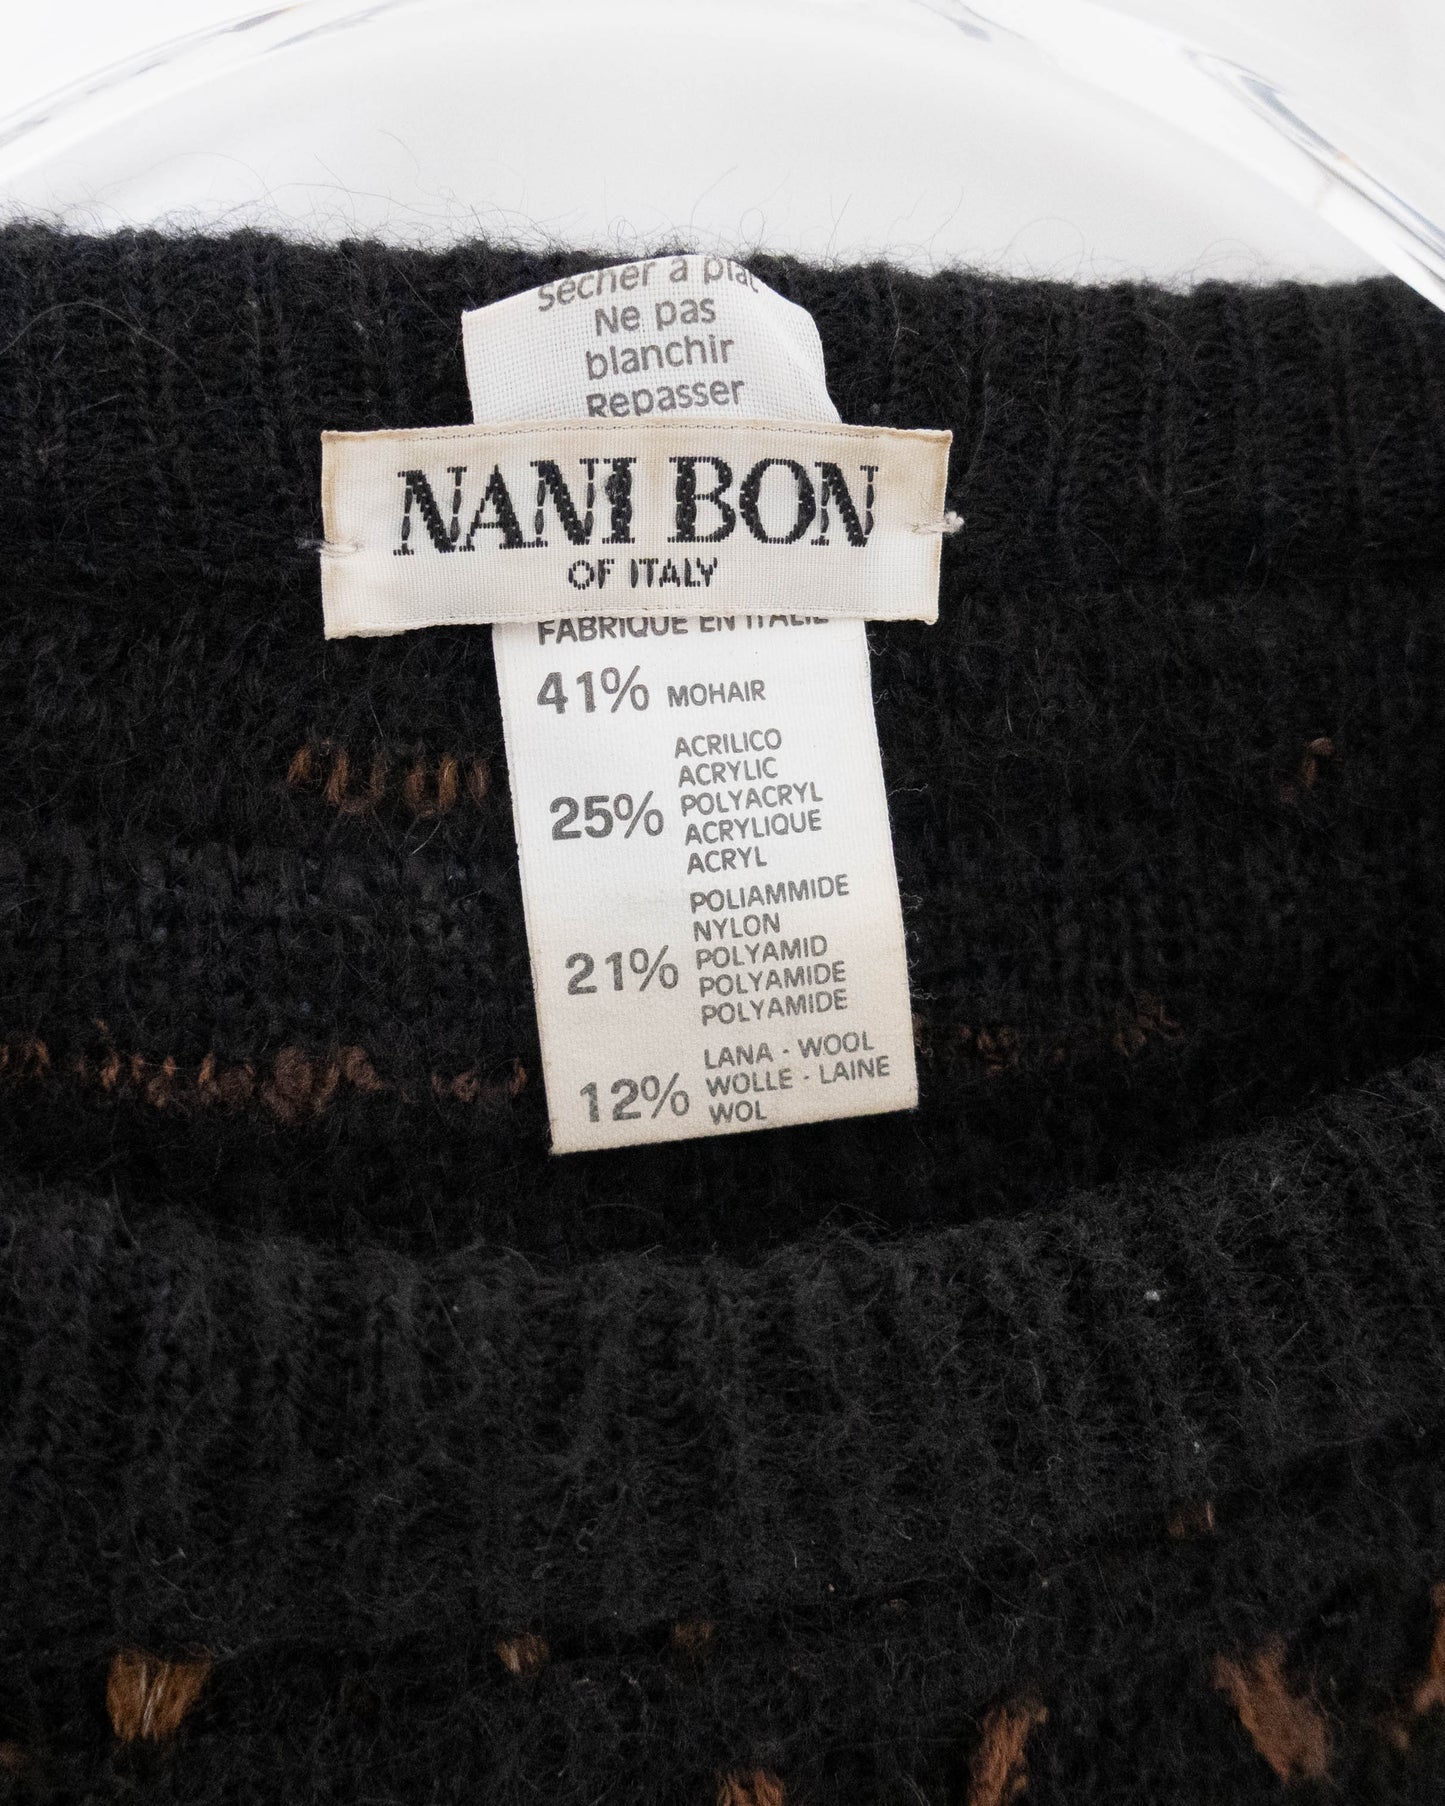 Sécher à plat
Ne pas
blanchir
Repasser
NANI BON
OF ITALY
FABRIQUE EN ITALIE
41% MOHAIR
ACRILICO
ACRYLIC
25% POLYACRYL
ACRYLIQUE
ACRYL
POLIAMMIDE
NYLON
21% POLYAMID
POLYAMIDE
POLYAMIDE
LANA - WOOL
12% WOLLE - LAINE
WOL